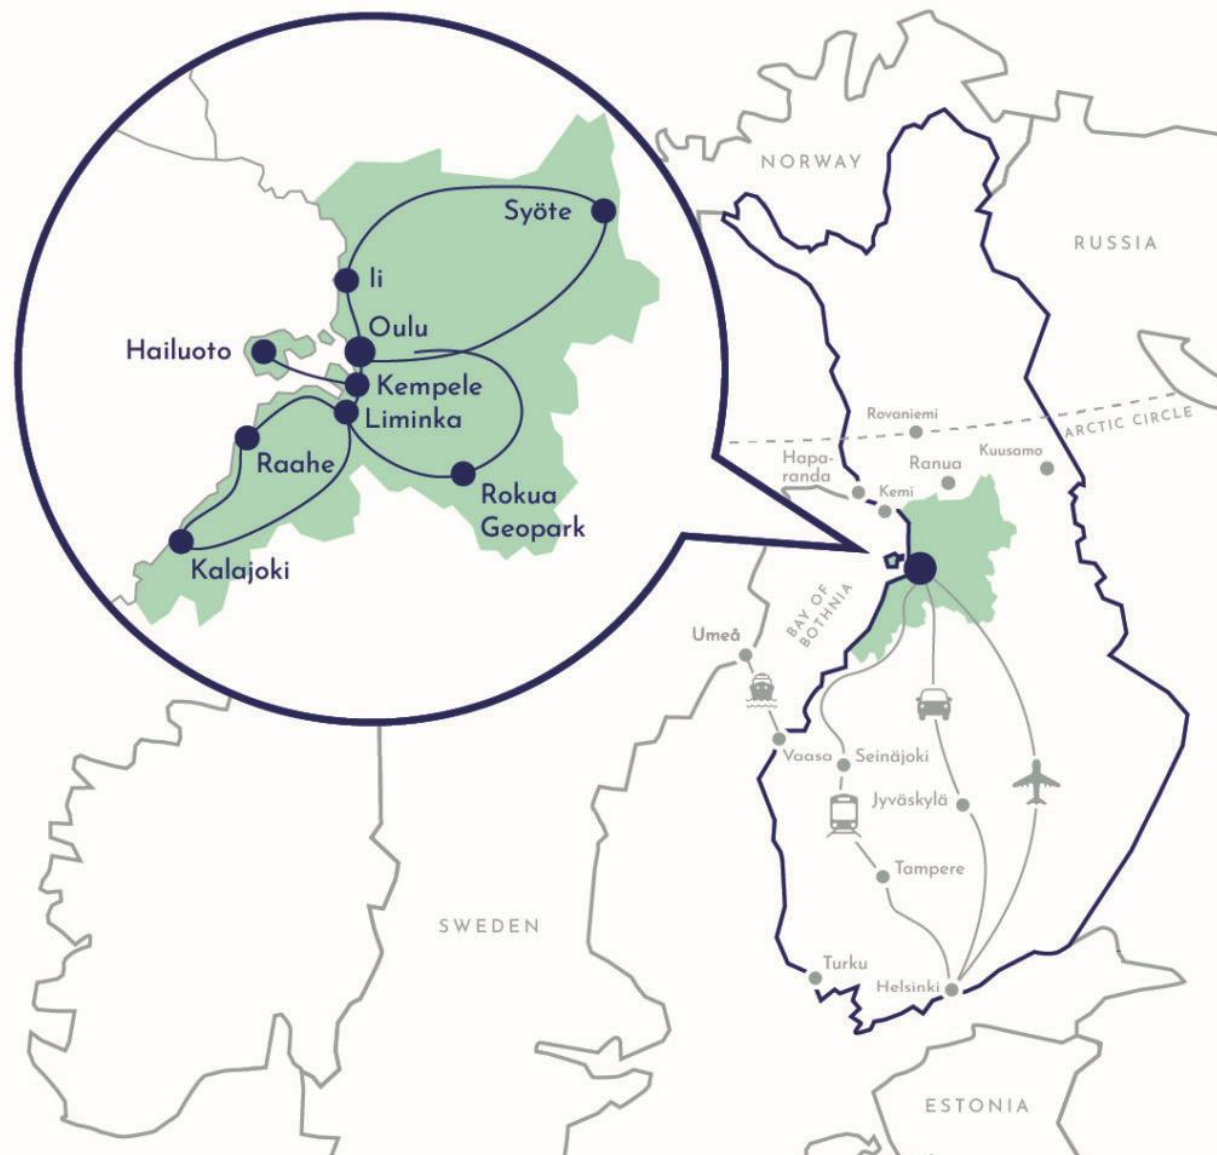 NORWAY
RUSSIA
Syöte
Ii
Oulu
Hailuoto
Kempele
Liminka
Raahe
Rokua
Geopark
Kalajoki
Rovaniemi
ARCTIC CIRCLE
Kuusamo
Hapa-
randa
Ranua
Kemi
BAY OF
BOTHNIA
Umeå
Vaasa
Seinäjoki
Jyväskylä
Tampere
SWEDEN
Turku
Helsinki
ESTONIA